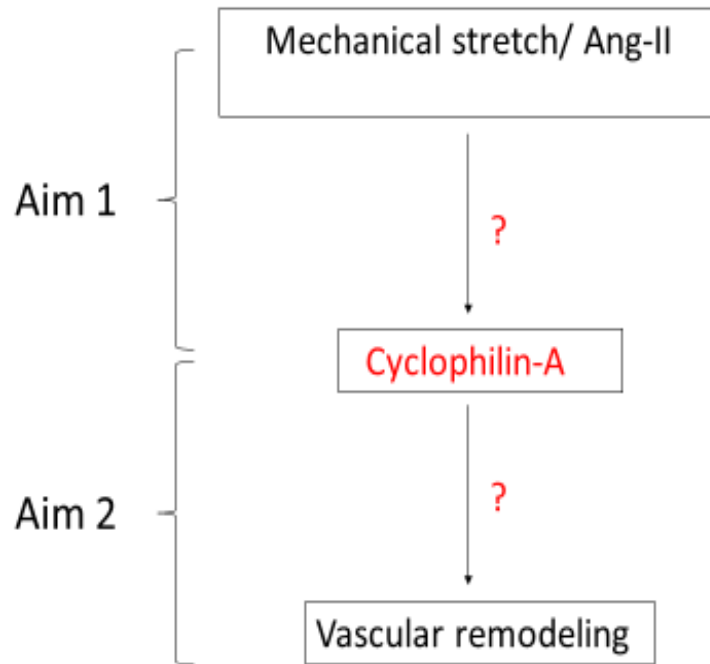 Mechanical stretch/ Ang-II
Aim 1
?
Cyclophilin-A
Aim 2
?
Vascular remodeling